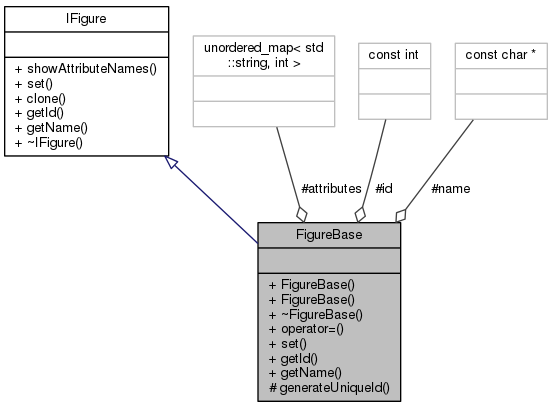 IFigure
+ showAttributeNames()
+ set()
+ clone()
+ getId()
+ getName()
+ ~IFigure()
unordered_map< std
::string, int >
const int
const char *
#attributes
#id
#name
FigureBase
+ FigureBase()
+ FigureBase()
+ ~FigureBase()
+ operator=()
+ set()
+ getId()
+ getName()
# generateUniqueId()